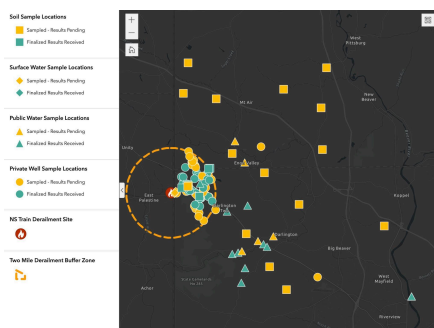 Soil Sample Locations
Sampled - Results Pending
Finalized Results Received
Surface Water Sample Locations
Sampled - Results Pending
Finalized Results Received
Public Water Sample Locations
Sampled - Results Pending
Finalized Results Received
Private Well Sample Locations
Sampled - Results Pending
Finalized Results Received
NS Train Derailment Site
Two Mile Derailment Buffer Zone
West
Pittsburg
New
Beaver
Mc Air
Unity
East
Palestine
Darlington
Koppel
Big Beaver
West
Mayfield
Achor
Riverview